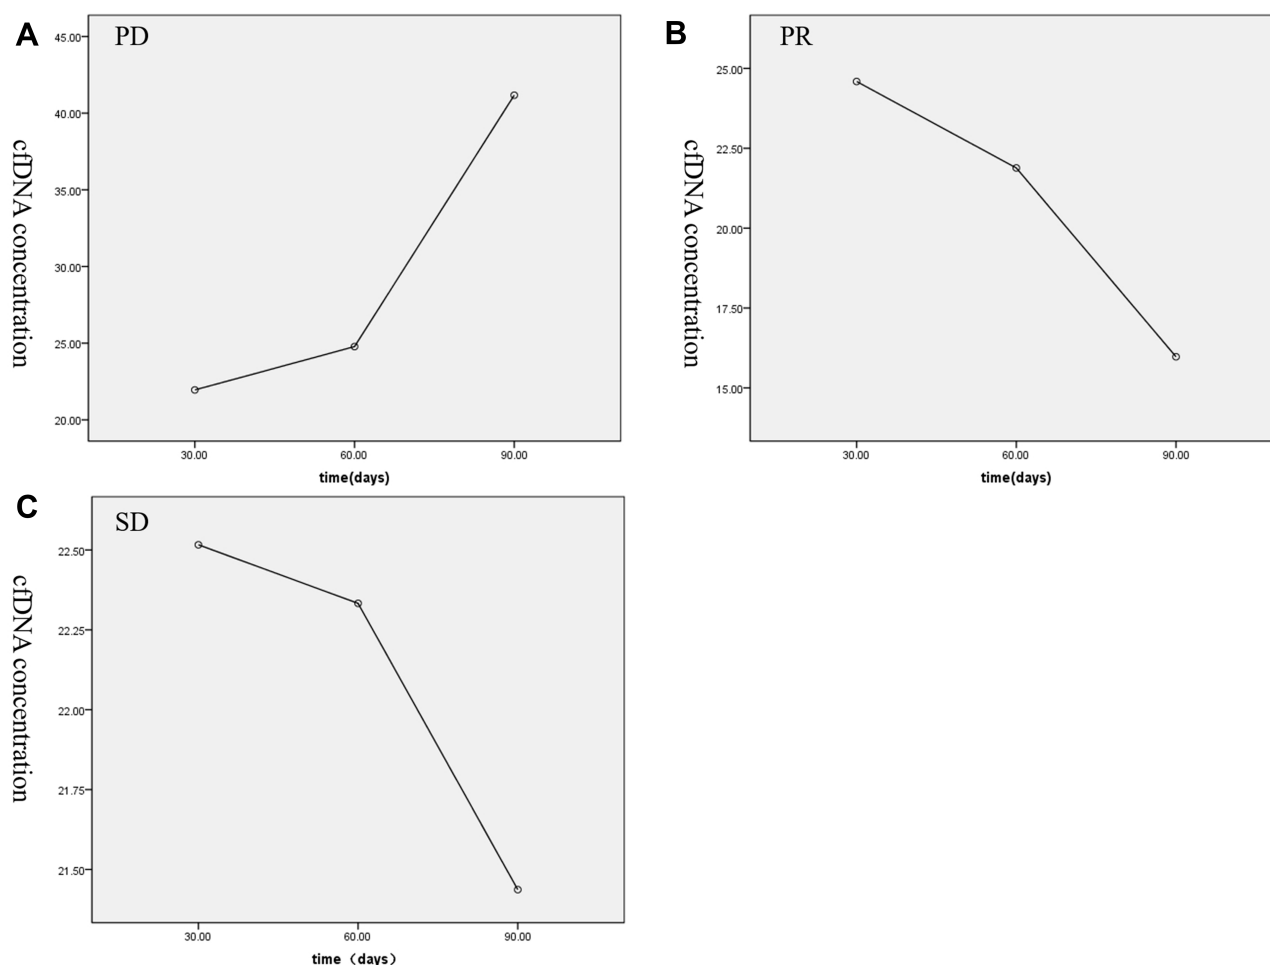 A
PD
45.00
40.00
35.00
30.00
25.00
20.00
cfDNA concentration
30.00 60.00 90.00
time(days)
B
PR
25.00
22.50
20.00
17.50
15.00
cfDNA concentration
30.00 60.00 90.00
time(days)
C
SD
22.50
22.25
22.00
21.75
21.50
cfDNA concentration
30.00 60.00 90.00
time（days）